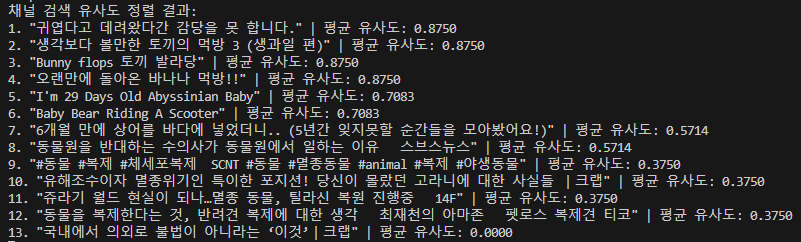 채널 검색 유사도 정렬 결과:
1. "귀엽다고 데려왔다간 감당을 못 합니다." | 평균 유사도: 0.8750
2. "생각보다 볼만한 토끼의 먹방 3 (생과일 편)" | 평균 유사도: 0.8750
3. "Bunny flops 토끼 발라당" | 평균 유사도: 0.8750
4. "오랜만에 돌아온 바나나 먹방!!" | 평균 유사도: 0.8750
5. "I'm 29 Days Old Abyssinian Baby" | 평균 유사도: 0.7083
6. "Baby Bear Riding A Scooter" | 평균 유사도: 0.7083
7. "6개월 만에 상어를 바다에 넣었더니.. (5년간 잊지못할 순간들을 모아봤어요!)" | 평균 유사도: 0.5714
8. "동물원을 반대하는 수의사가 동물원에서 일하는 이유   스브스뉴스" | 평균 유사도: 0.5714
9. "#동물 #복제 #체세포복제  SCNT #동물 #멸종동물 #animal #복제 #야생동물" | 평균 유사도: 0.3750
10. "유해조수이자 멸종위기인 특이한 포지션! 당신이 몰랐던 고라니에 대한 사실들 ｜크랩" | 평균 유사도: 0.3750
11. "쥬라기 월드 현실이 되나…멸종 동물, 틸라신 복원 진행중   14F" | 평균 유사도: 0.3750
12. "동물을 복제한다는 것, 반려견 복제에 대한 생각   최재천의 아마존   펫로스 복제견 티코" | 평균 유사도: 0.3750
13. "국내에서 의외로 불법이 아니라는 ‘이것’｜크랩" | 평균 유사도: 0.0000